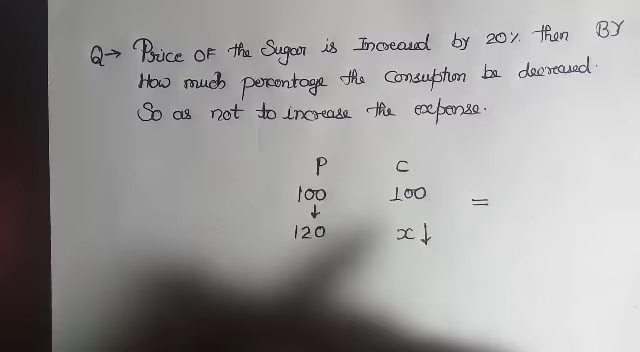 Q→ Price OF the Sugar is Increased by 20% then BY
How much percentage the Consuption be decreased.
So as not to increase the expense.
P C
100 100 =
↓
120 x↓